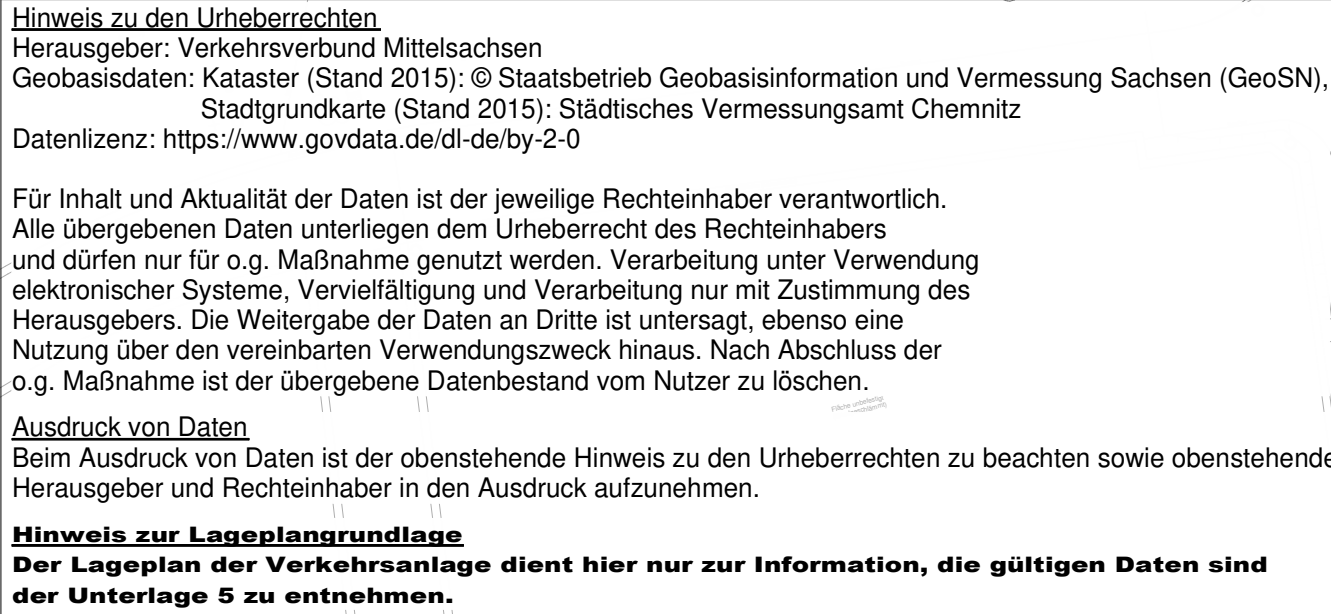 Hinweis zu den Urheberrechten
Herausgeber: Verkehrsverbund Mittelsachsen
Geobasisdaten: Kataster (Stand 2015): © Staatsbetrieb Geobasisinformation und Vermessung Sachsen (GeoSN),
Stadtgrundkarte (Stand 2015): Städtisches Vermessungsamt Chemnitz
Datenlizenz: https://www.govdata.de/dl-de/by-2-0
Für Inhalt und Aktualität der Daten ist der jeweilige Rechteinhaber verantwortlich.
Alle übergebenen Daten unterliegen dem Urheberrecht des Rechteinhabers
und dürfen nur für o.g. Maßnahme genutzt werden. Verarbeitung unter Verwendung
elektronischer Systeme, Vervielfältigung und Verarbeitung nur mit Zustimmung des
Herausgebers. Die Weitergabe der Daten an Dritte ist untersagt, ebenso eine
Nutzung über den vereinbarten Verwendungszweck hinaus. Nach Abschluss der
o.g. Maßnahme ist der übergebene Datenbestand vom Nutzer zu löschen.
Fläche unbefestigt
Ausdruck von Daten
Beim Ausdruck von Daten ist der obenstehende Hinweis zu den Urheberrechten zu beachten sowie obenstehende
Herausgeber und Rechteinhaber in den Ausdruck aufzunehmen.
Hinweis zur Lageplangrundlage
Der Lageplan der Verkehrsanlage dient hier nur zur Information, die gültigen Daten sind
der Unterlage 5 zu entnehmen.